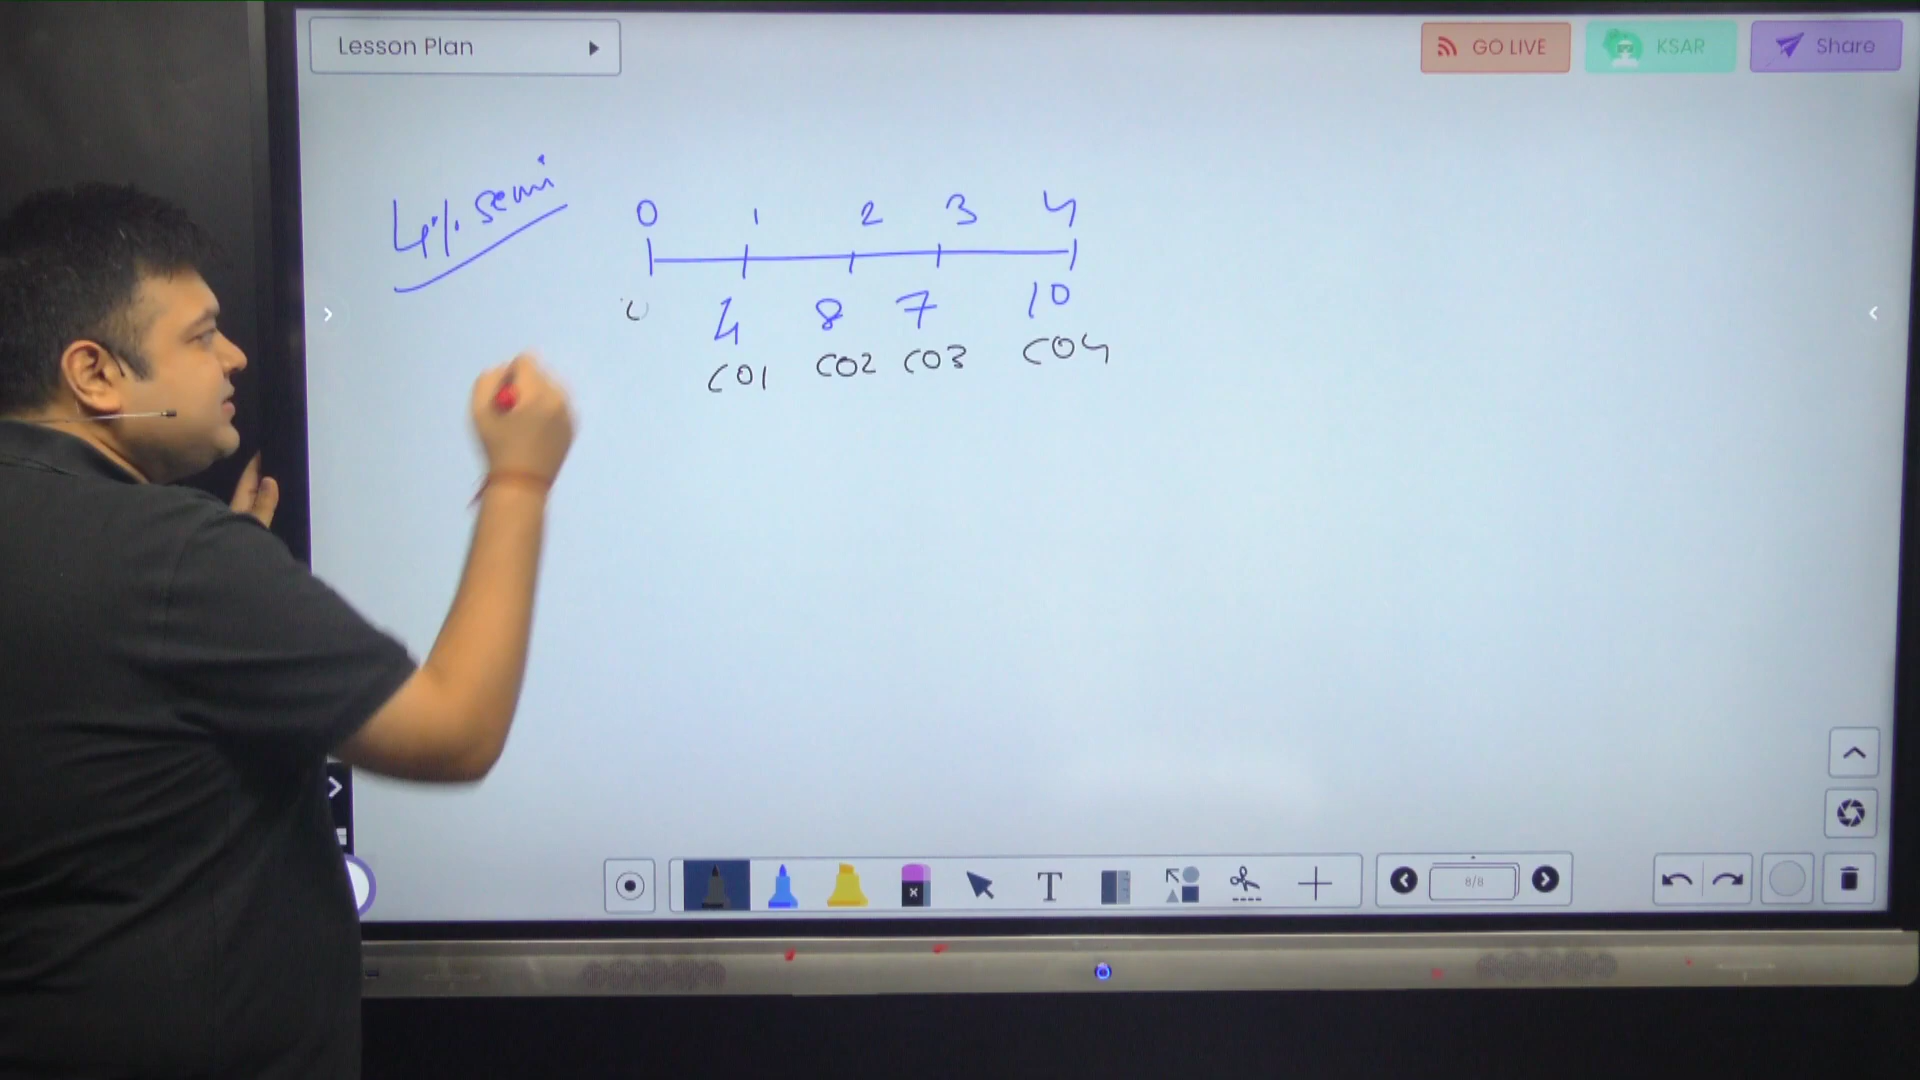 Lesson Plan
GO LIVE
KSAR
Share
4% semi
0 1 2 3 4
4 8 7 10
CO1 CO2 CO3 CO4
T
8/8